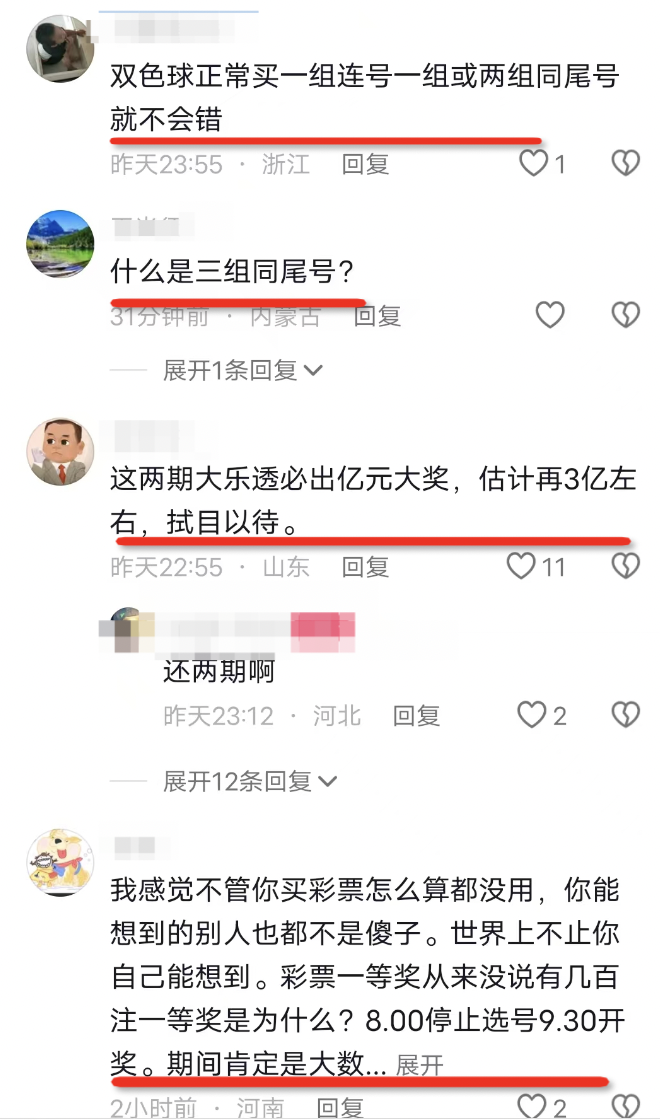 双色球正常买一组连号一组或两组同尾号
就不会错
昨天23:55 · 浙江 回复 1
什么是三组同尾号?
31分钟前 · 内蒙古 回复
展开1条回复
这两期大乐透必出亿元大奖，估计再3亿左
右，拭目以待。
昨天22:55 · 山东 回复 11
还两期啊
昨天23:12 · 河北 回复 2
展开12条回复
我感觉不管你买彩票怎么算都没用，你能
想到的别人也都不是傻子。世界上不止你
自己能想到。彩票一等奖从来没说有几百
注一等奖是为什么？8.00停止选号9.30开
奖。期间肯定是大数... 展开
2小时前 · 河南 回复 2